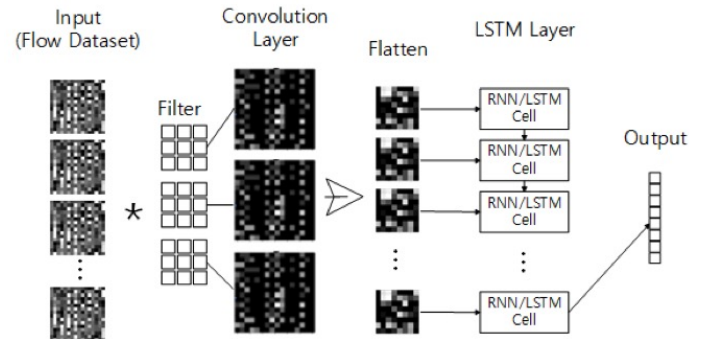 Input
(Flow Dataset)
Convolution
Layer
Flatten
LSTM Layer
Filter
Output
*
RNN/LSTM
Cell
RNN/LSTM
Cell
RNN/LSTM
Cell
RNN/LSTM
Cell